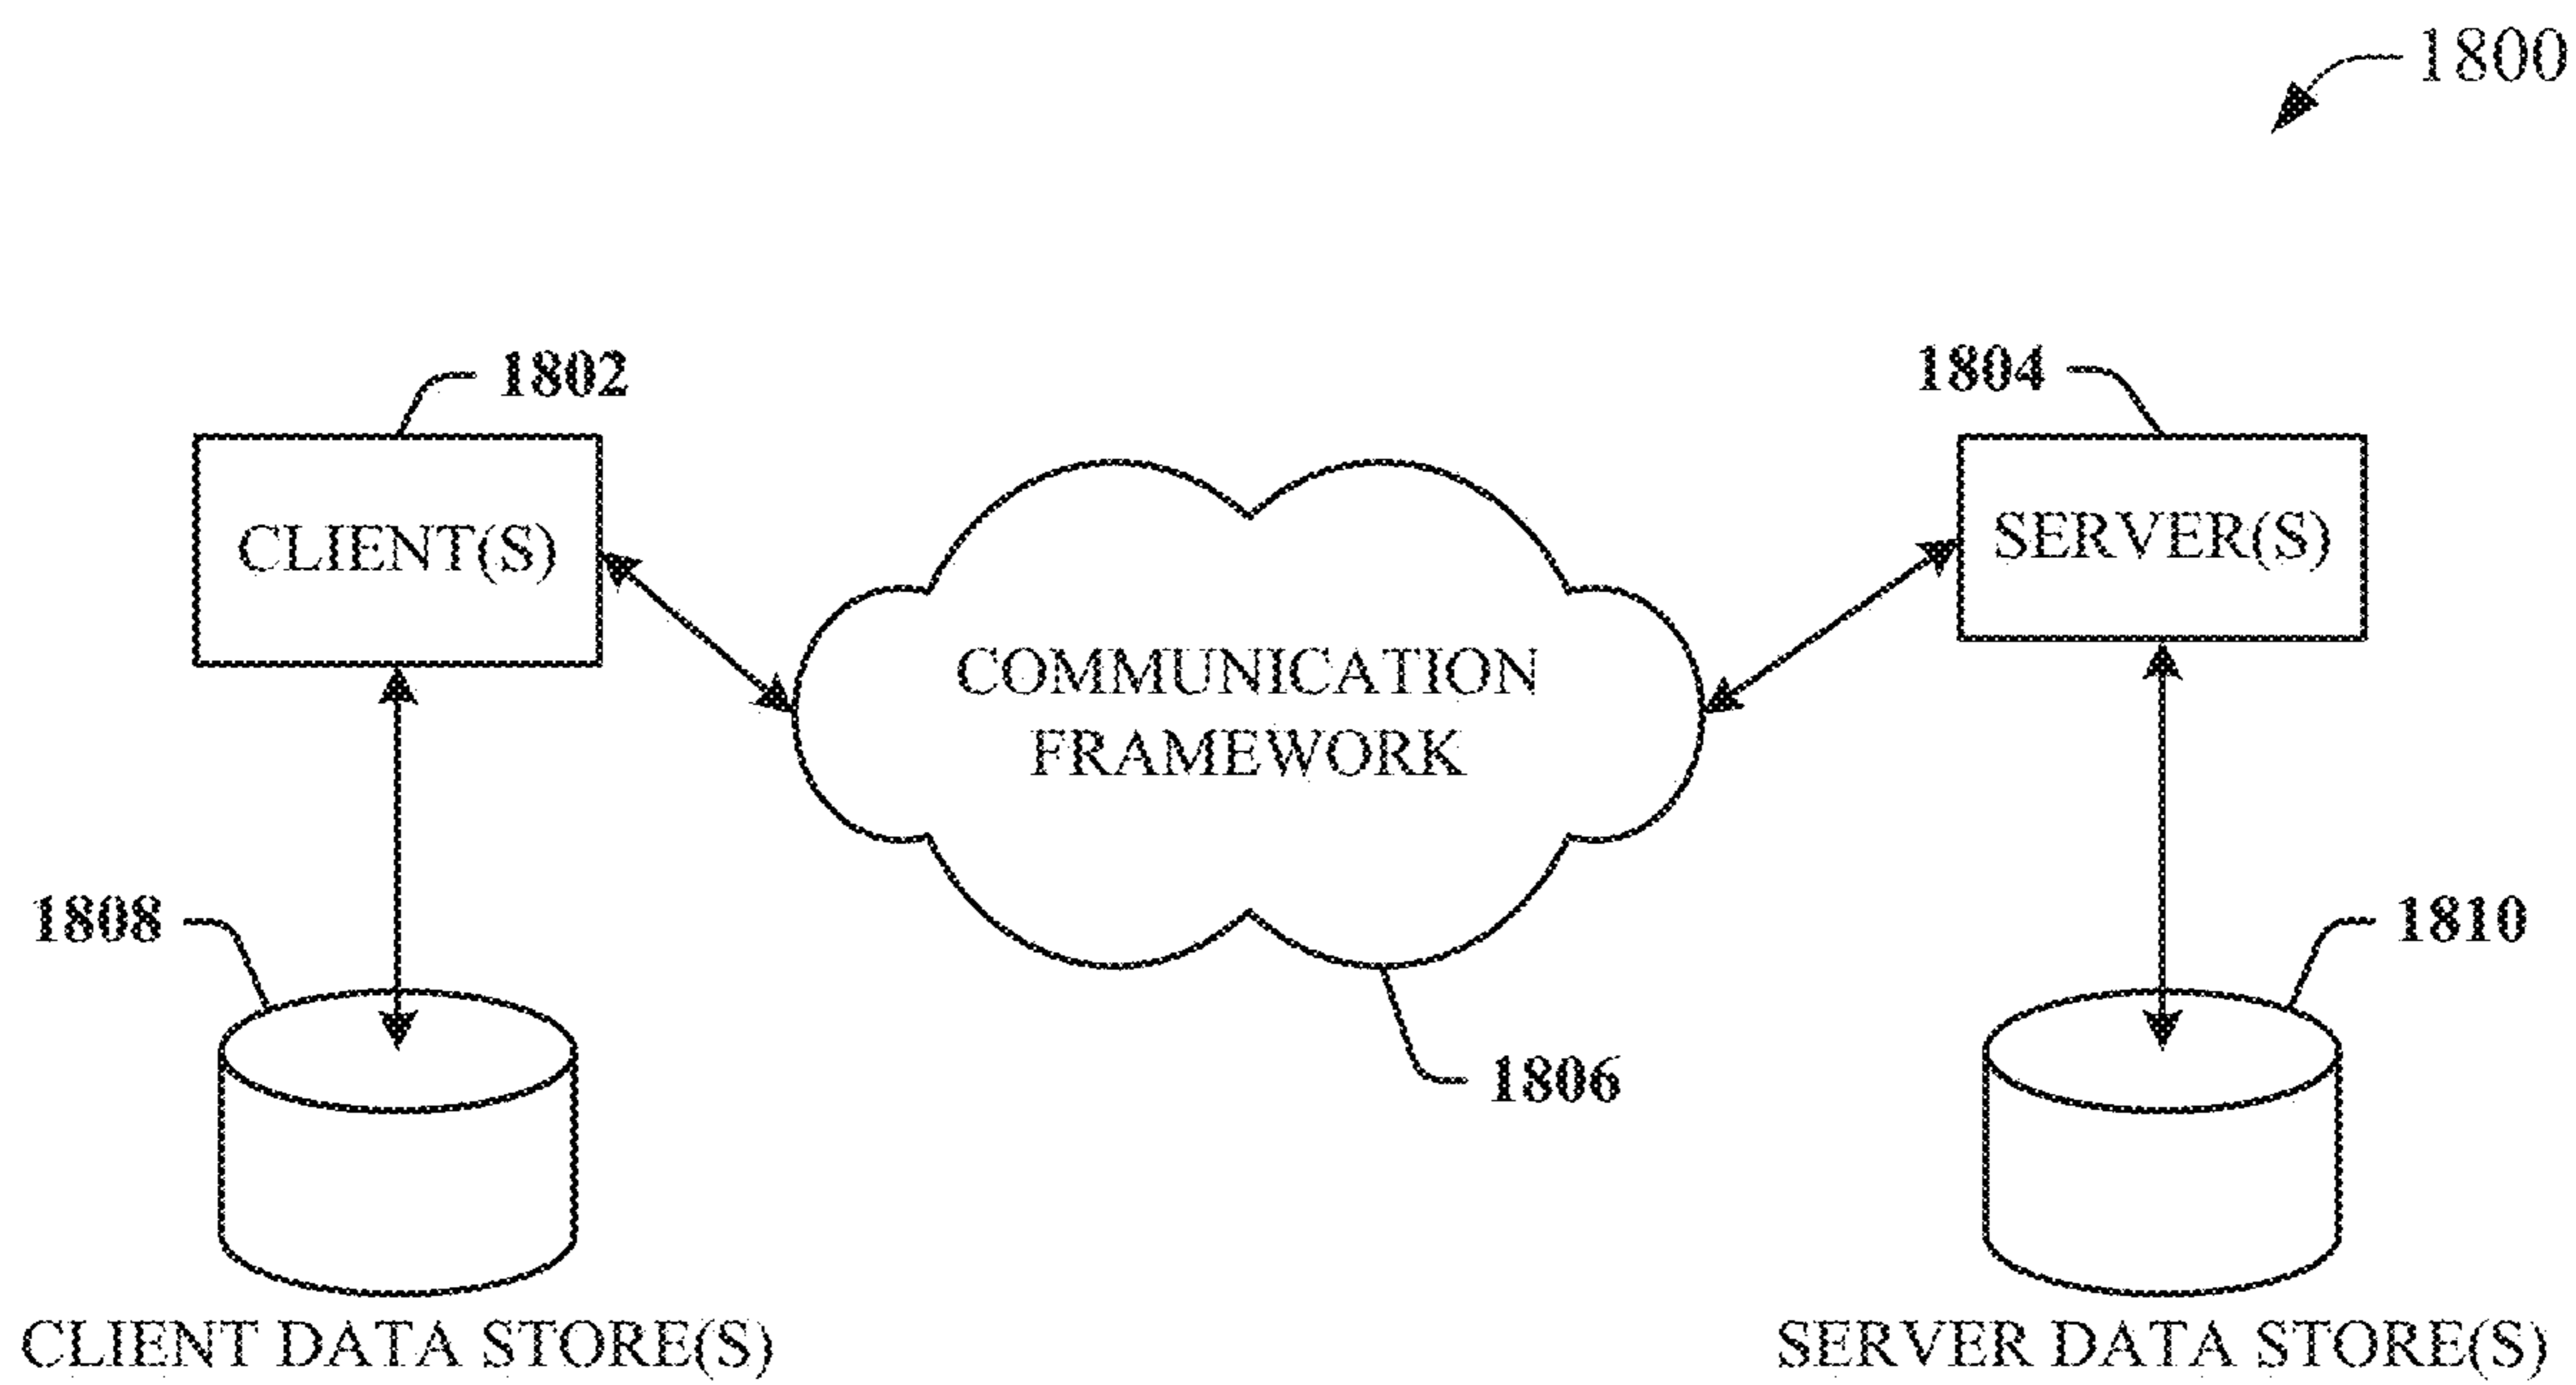 1800
1802
1804
CLIENT(S)
SERVER(S)
COMMUNICATION
FRAMEWORK
1808
1810
1806
CLIENT DATA STORE(S)
SERVER DATA STORE(S)